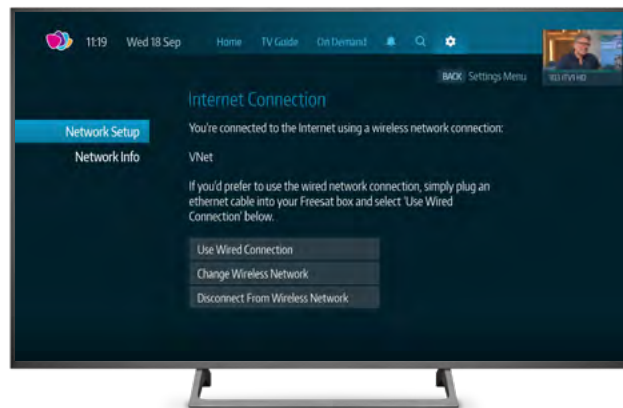 11:19 Wed 18 Sep Home TV Guide On Demand
BACK Settings Menu
103 ITV1 HD
Internet Connection
Network Setup
Network Info
You're connected to the Internet using a wireless network connection:
VNet
If you'd prefer to use the wired network connection, simply plug an
ethernet cable into your Freesat box and select 'Use Wired
Connection' below.
Use Wired Connection
Change Wireless Network
Disconnect From Wireless Network